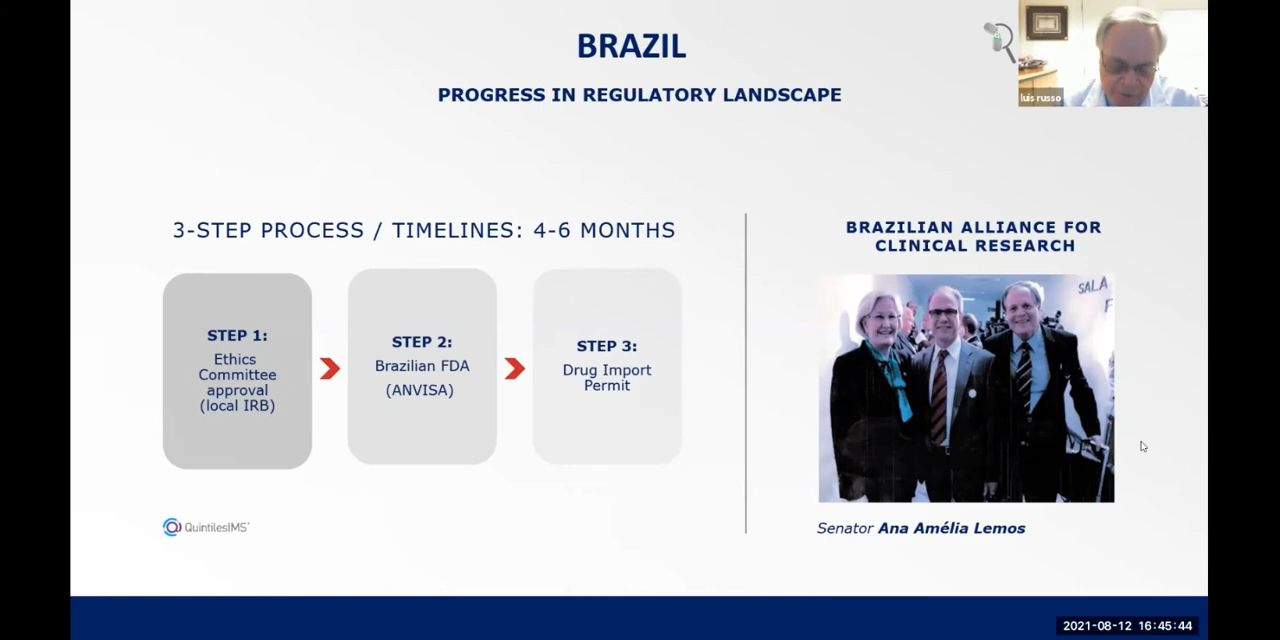 BRAZIL
PROGRESS IN REGULATORY LANDSCAPE
luis russo
3-STEP PROCESS / TIMELINES: 4-6 MONTHS
STEP 1:
Ethics
Committee
approval
(local IRB)
STEP 2:
Brazilian FDA
(ANVISA)
STEP 3:
Drug Import
Permit
QuintilesIMS
BRAZILIAN ALLIANCE FOR
CLINICAL RESEARCH
SALA
F
Senator Ana Amélia Lemos
2021-08-12 16:45:44